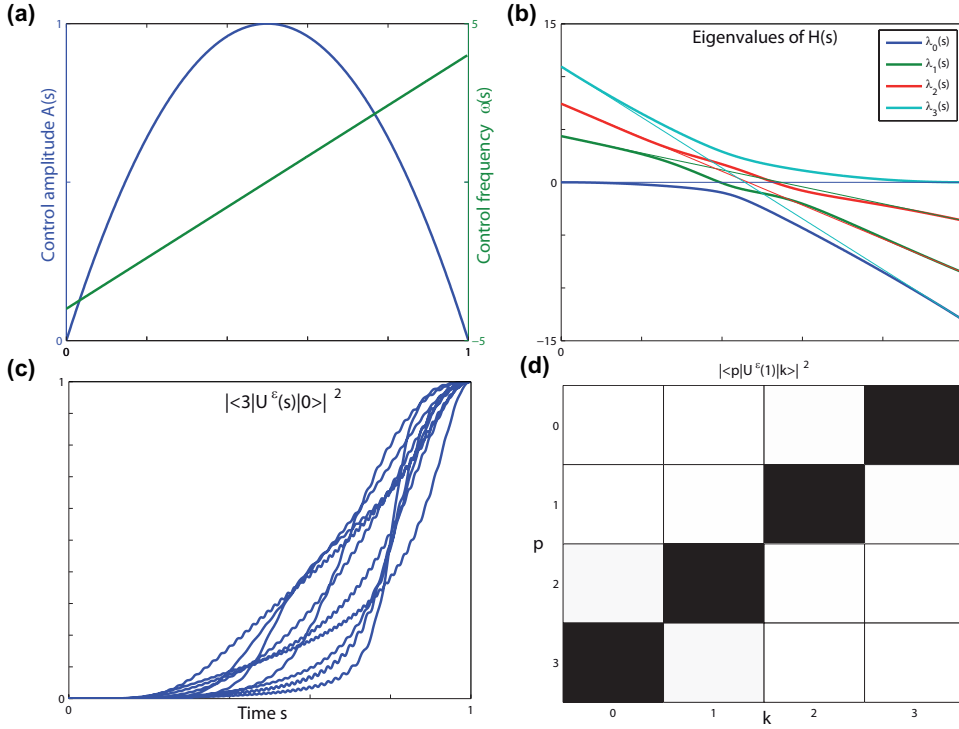 (a)
1
Control amplitude A(s)
0
0
1
5
Control frequency ω(s)
-5
(b)
15
0
-15
0
Eigenvalues of H(s)
λ0(s)
λ1(s)
λ2(s)
λ3(s)
(c)
1
0
|<3|U ε(s)|0>| 2
0
Time s
1
(d)
|<p|U ε(1)|k>| 2
0
1
p
2
3
0 1 2 3
k